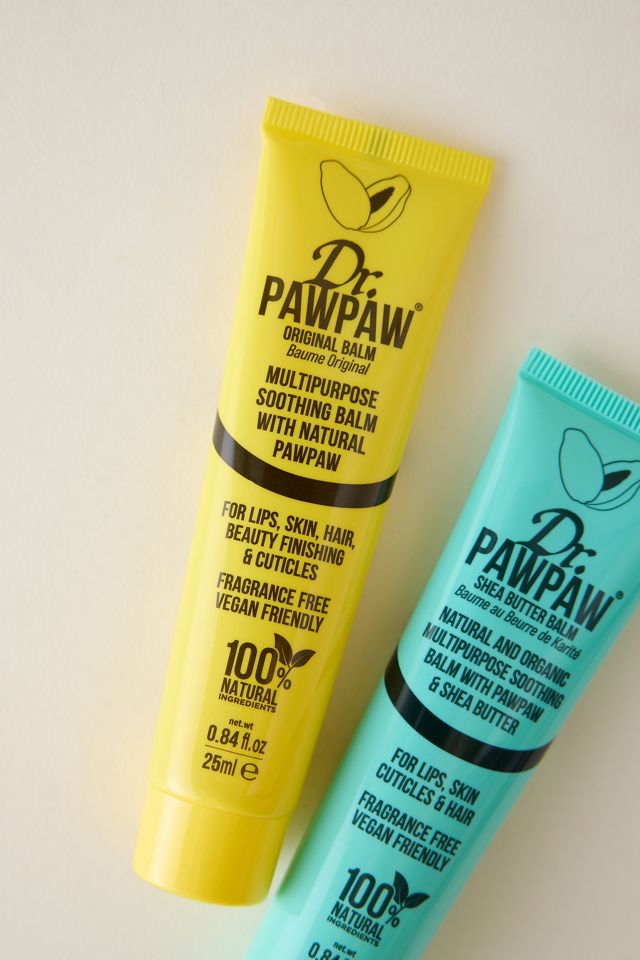 Dr.
PAWPAW®
ORIGINAL BALM
Baume Original
MULTIPURPOSE
SOOTHING BALM
WITH NATURAL
PAWPAW
FOR LIPS, SKIN, HAIR,
BEAUTY FINISHING
& CUTICLES
FRAGRANCE FREE
VEGAN FRIENDLY
100%
NATURAL
INGREDIENTS
net.wt
0.84 fl.oz
25ml ℮
Dr.
PAWPAW®
SHEA BUTTER BALM
Baume au Beurre de Karité
NATURAL AND ORGANIC
MULTIPURPOSE SOOTHING
BALM WITH PAWPAW
& SHEA BUTTER
FOR LIPS, SKIN
CUTICLES & HAIR
FRAGRANCE FREE
VEGAN FRIENDLY
100%
NATURAL
INGREDIENTS
net.wt
0.84